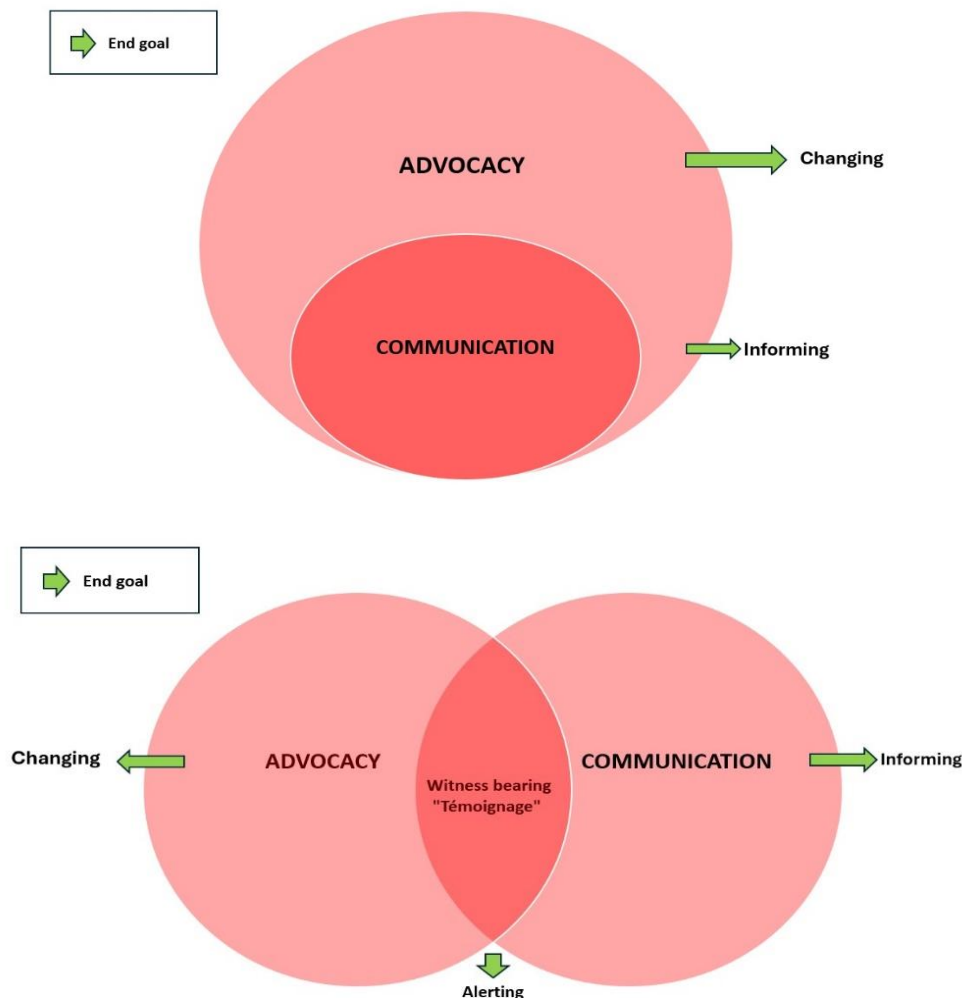 End goal
ADVOCACY
Changing
COMMUNICATION
Informing
End goal
Changing
ADVOCACY
Witness bearing
"Témoignage"
COMMUNICATION
Informing
Alerting